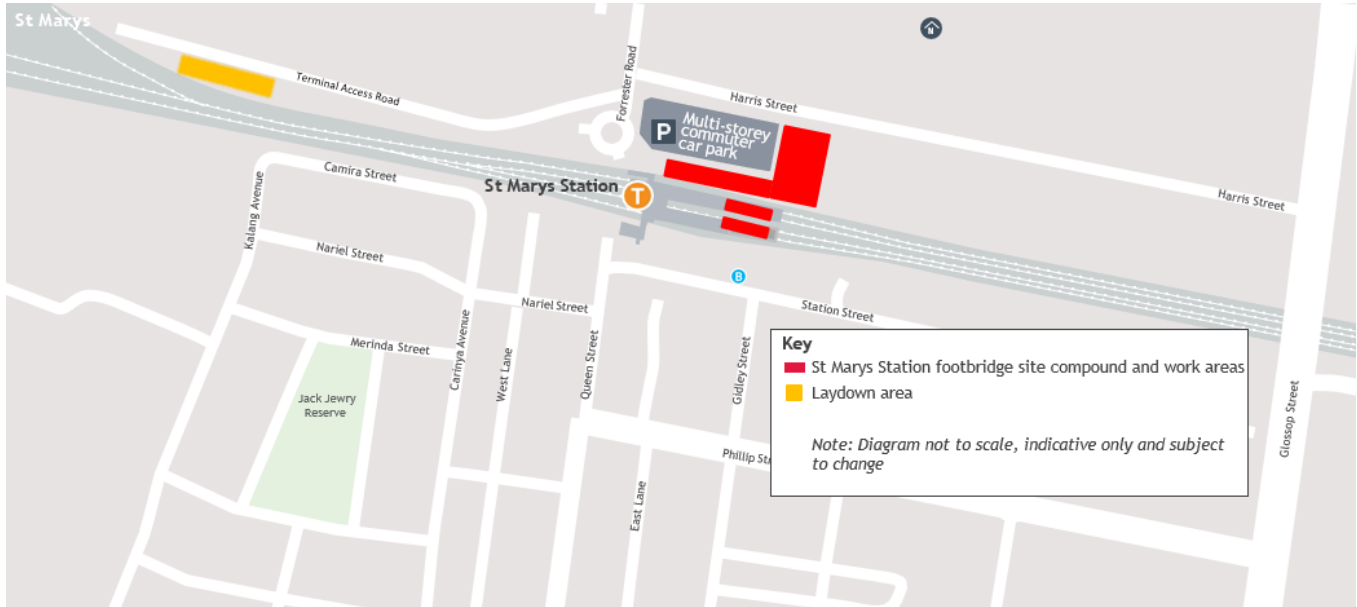 St Marys
N
Terminal Access Road
Forrester Road
Harris Street
P
Multi-storey
commuter
car park
Harris Street
St Marys Station
T
Camira Street
Kalang Avenue
Nariel Street
Nariel Street
B
Station Street
Merinda Street
Carinya Avenue
West Lane
Queen Street
Gidley Street
Jack Jewry
Reserve
East Lane
Phillip
Glossop Street
Key
St Marys Station footbridge site compound and work areas
Laydown area
Note: Diagram not to scale, indicative only and subject
to change